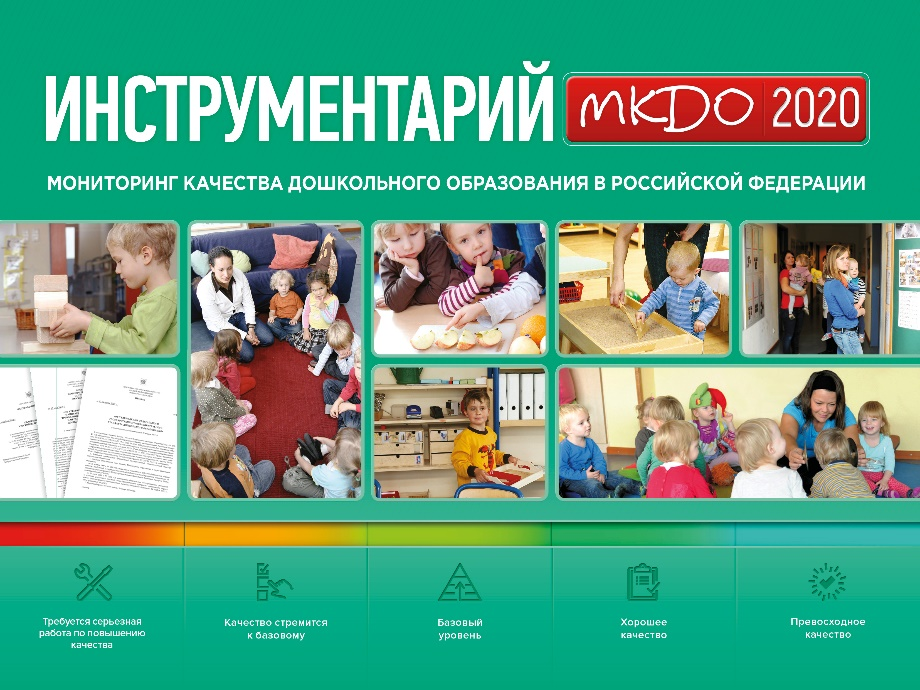 ИНСТРУМЕНТАРИЙ МКДО 2020
МОНИТОРИНГ КАЧЕСТВА ДОШКОЛЬНОГО ОБРАЗОВАНИЯ В РОССИЙСКОЙ ФЕДЕРАЦИИ
Требуется серьезная
работа по повышению
качества
Качество стремится
к базовому
Базовый
уровень
Хорошее
качество
Превосходное
качество